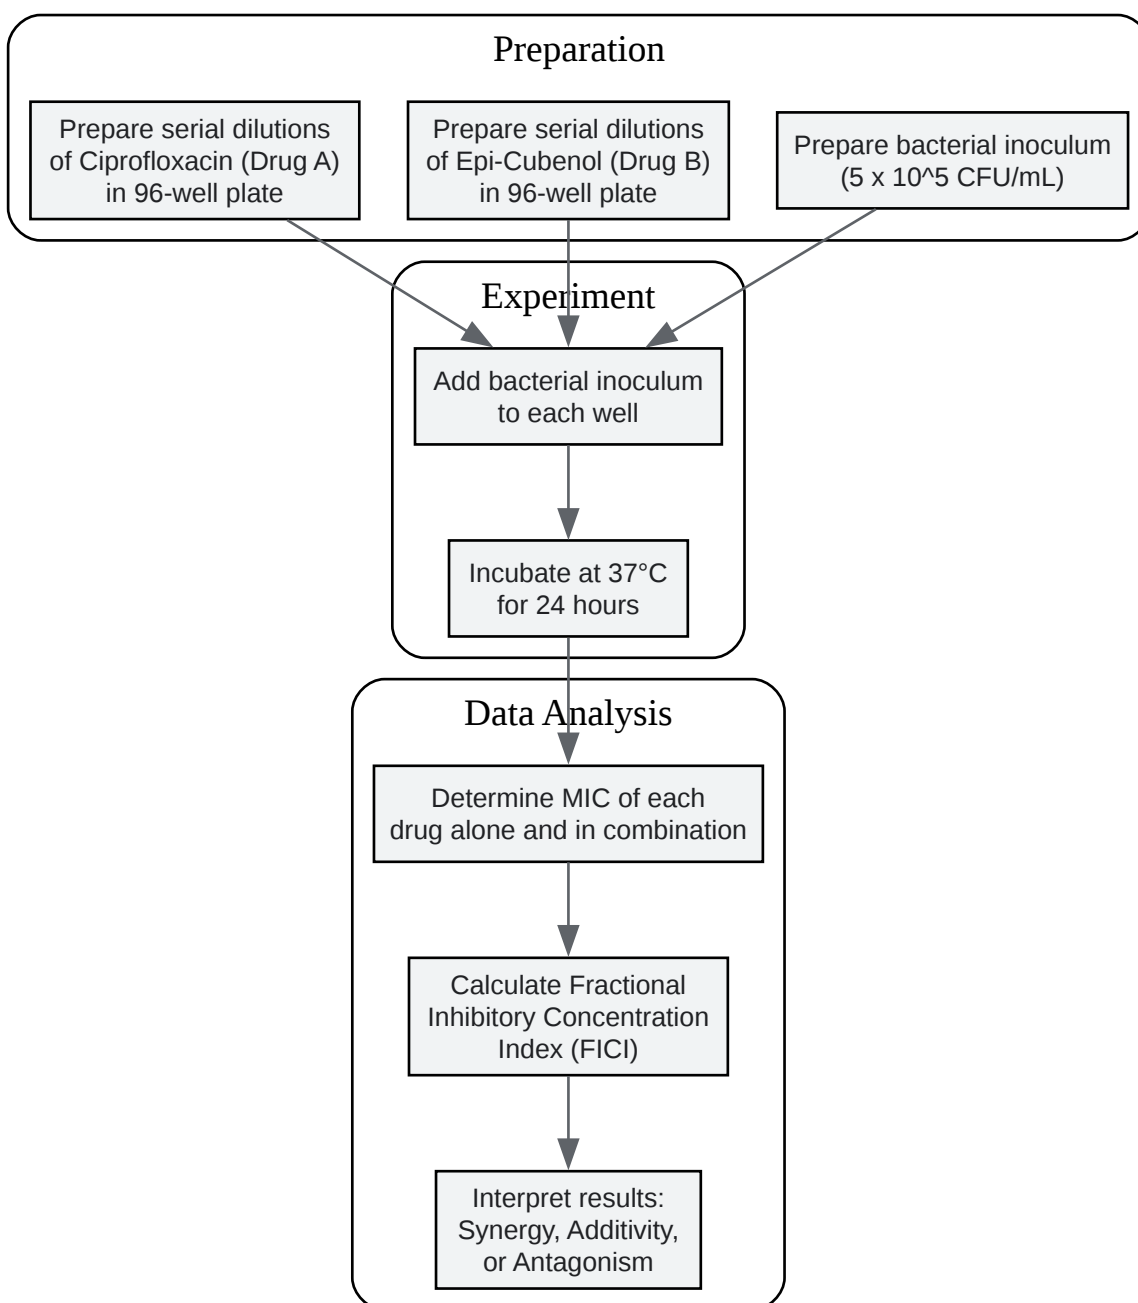 Preparation
Prepare serial dilutions
of Ciprofloxacin (Drug A)
in 96-well plate
Prepare serial dilutions
of Epi-Cubenol (Drug B)
in 96-well plate
Prepare bacterial inoculum
(5 x 10^5 CFU/mL)
Experiment
Add bacterial inoculum
to each well
Incubate at 37°C
for 24 hours
Data Analysis
Determine MIC of each
drug alone and in combination
Calculate Fractional
Inhibitory Concentration
Index (FICI)
Interpret results:
Synergy, Additivity,
or Antagonism